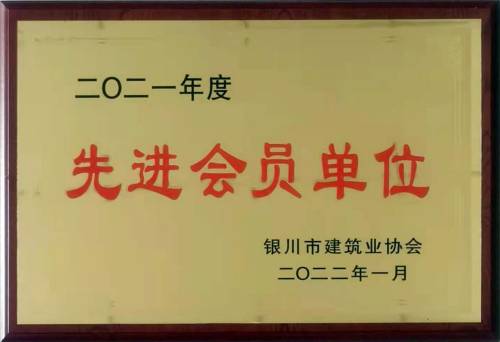 二〇二一年度
先进会员单位
银川市建筑业协会
二〇二二年一月